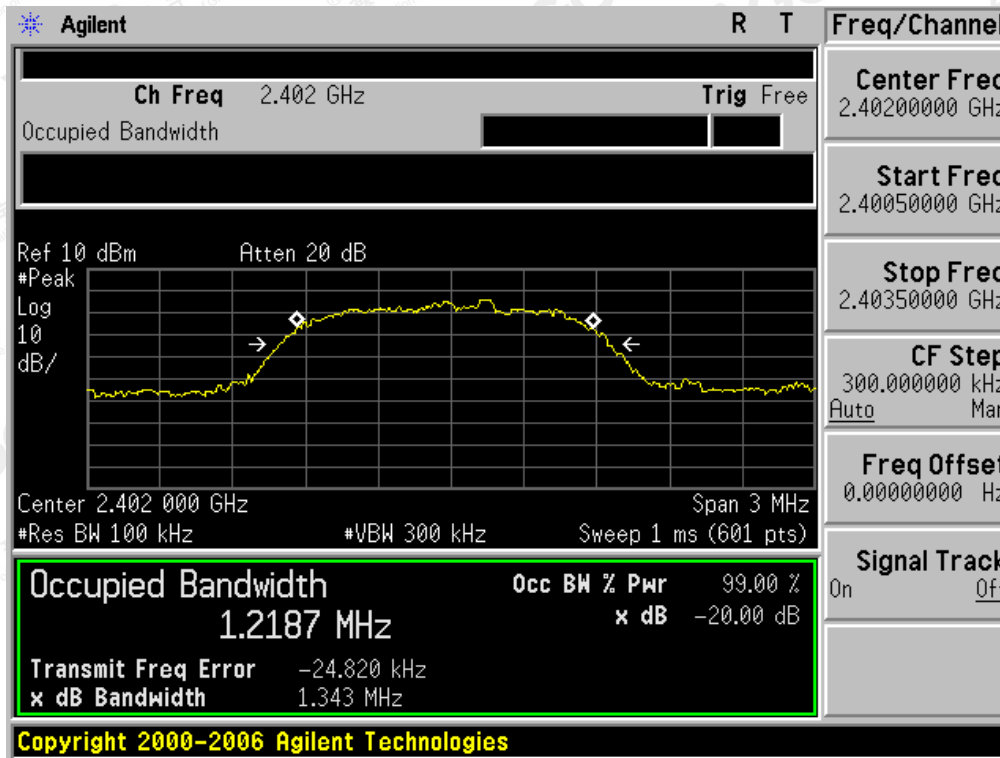 Agilent
R T
Freq/Channel
Ch Freq 2.402 GHz
Trig Free
Occupied Bandwidth
Center Freq
2.40200000 GHz
Start Freq
2.40050000 GHz
Stop Freq
2.40350000 GHz
CF Step
300.000000 kHz
Auto Man
Freq Offset
0.00000000 Hz
Signal Track
On Off
Ref 10 dBm
Atten 20 dB
#Peak
Log
10
dB/
Center 2.402 000 GHz
Span 3 MHz
#Res BW 100 kHz
#VBW 300 kHz
Sweep 1 ms (601 pts)
Occupied Bandwidth
1.2187 MHz
Occ BW % Pwr 99.00 %
x dB -20.00 dB
Transmit Freq Error -24.820 kHz
x dB Bandwidth 1.343 MHz
Copyright 2000-2006 Agilent Technologies